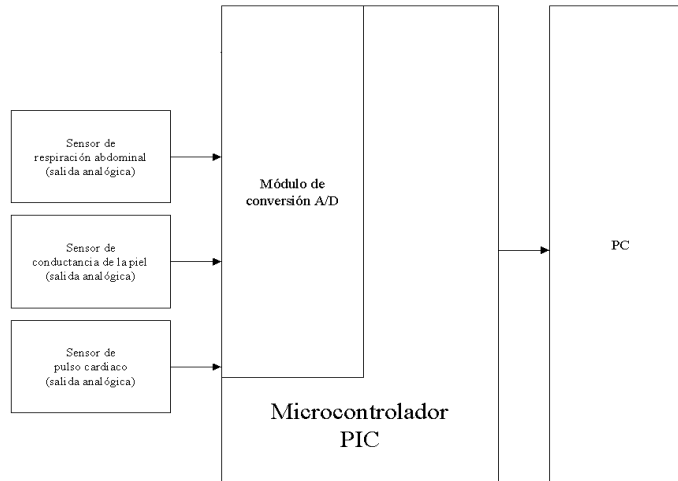 Sensor de
respiración abdominal
(salida analógica)
Sensor de
conductancia de la piel
(salida analógica)
Sensor de
pulso cardiaco
(salida analógica)
Módulo de
conversión A/D
Microcontrolador
PIC
PC